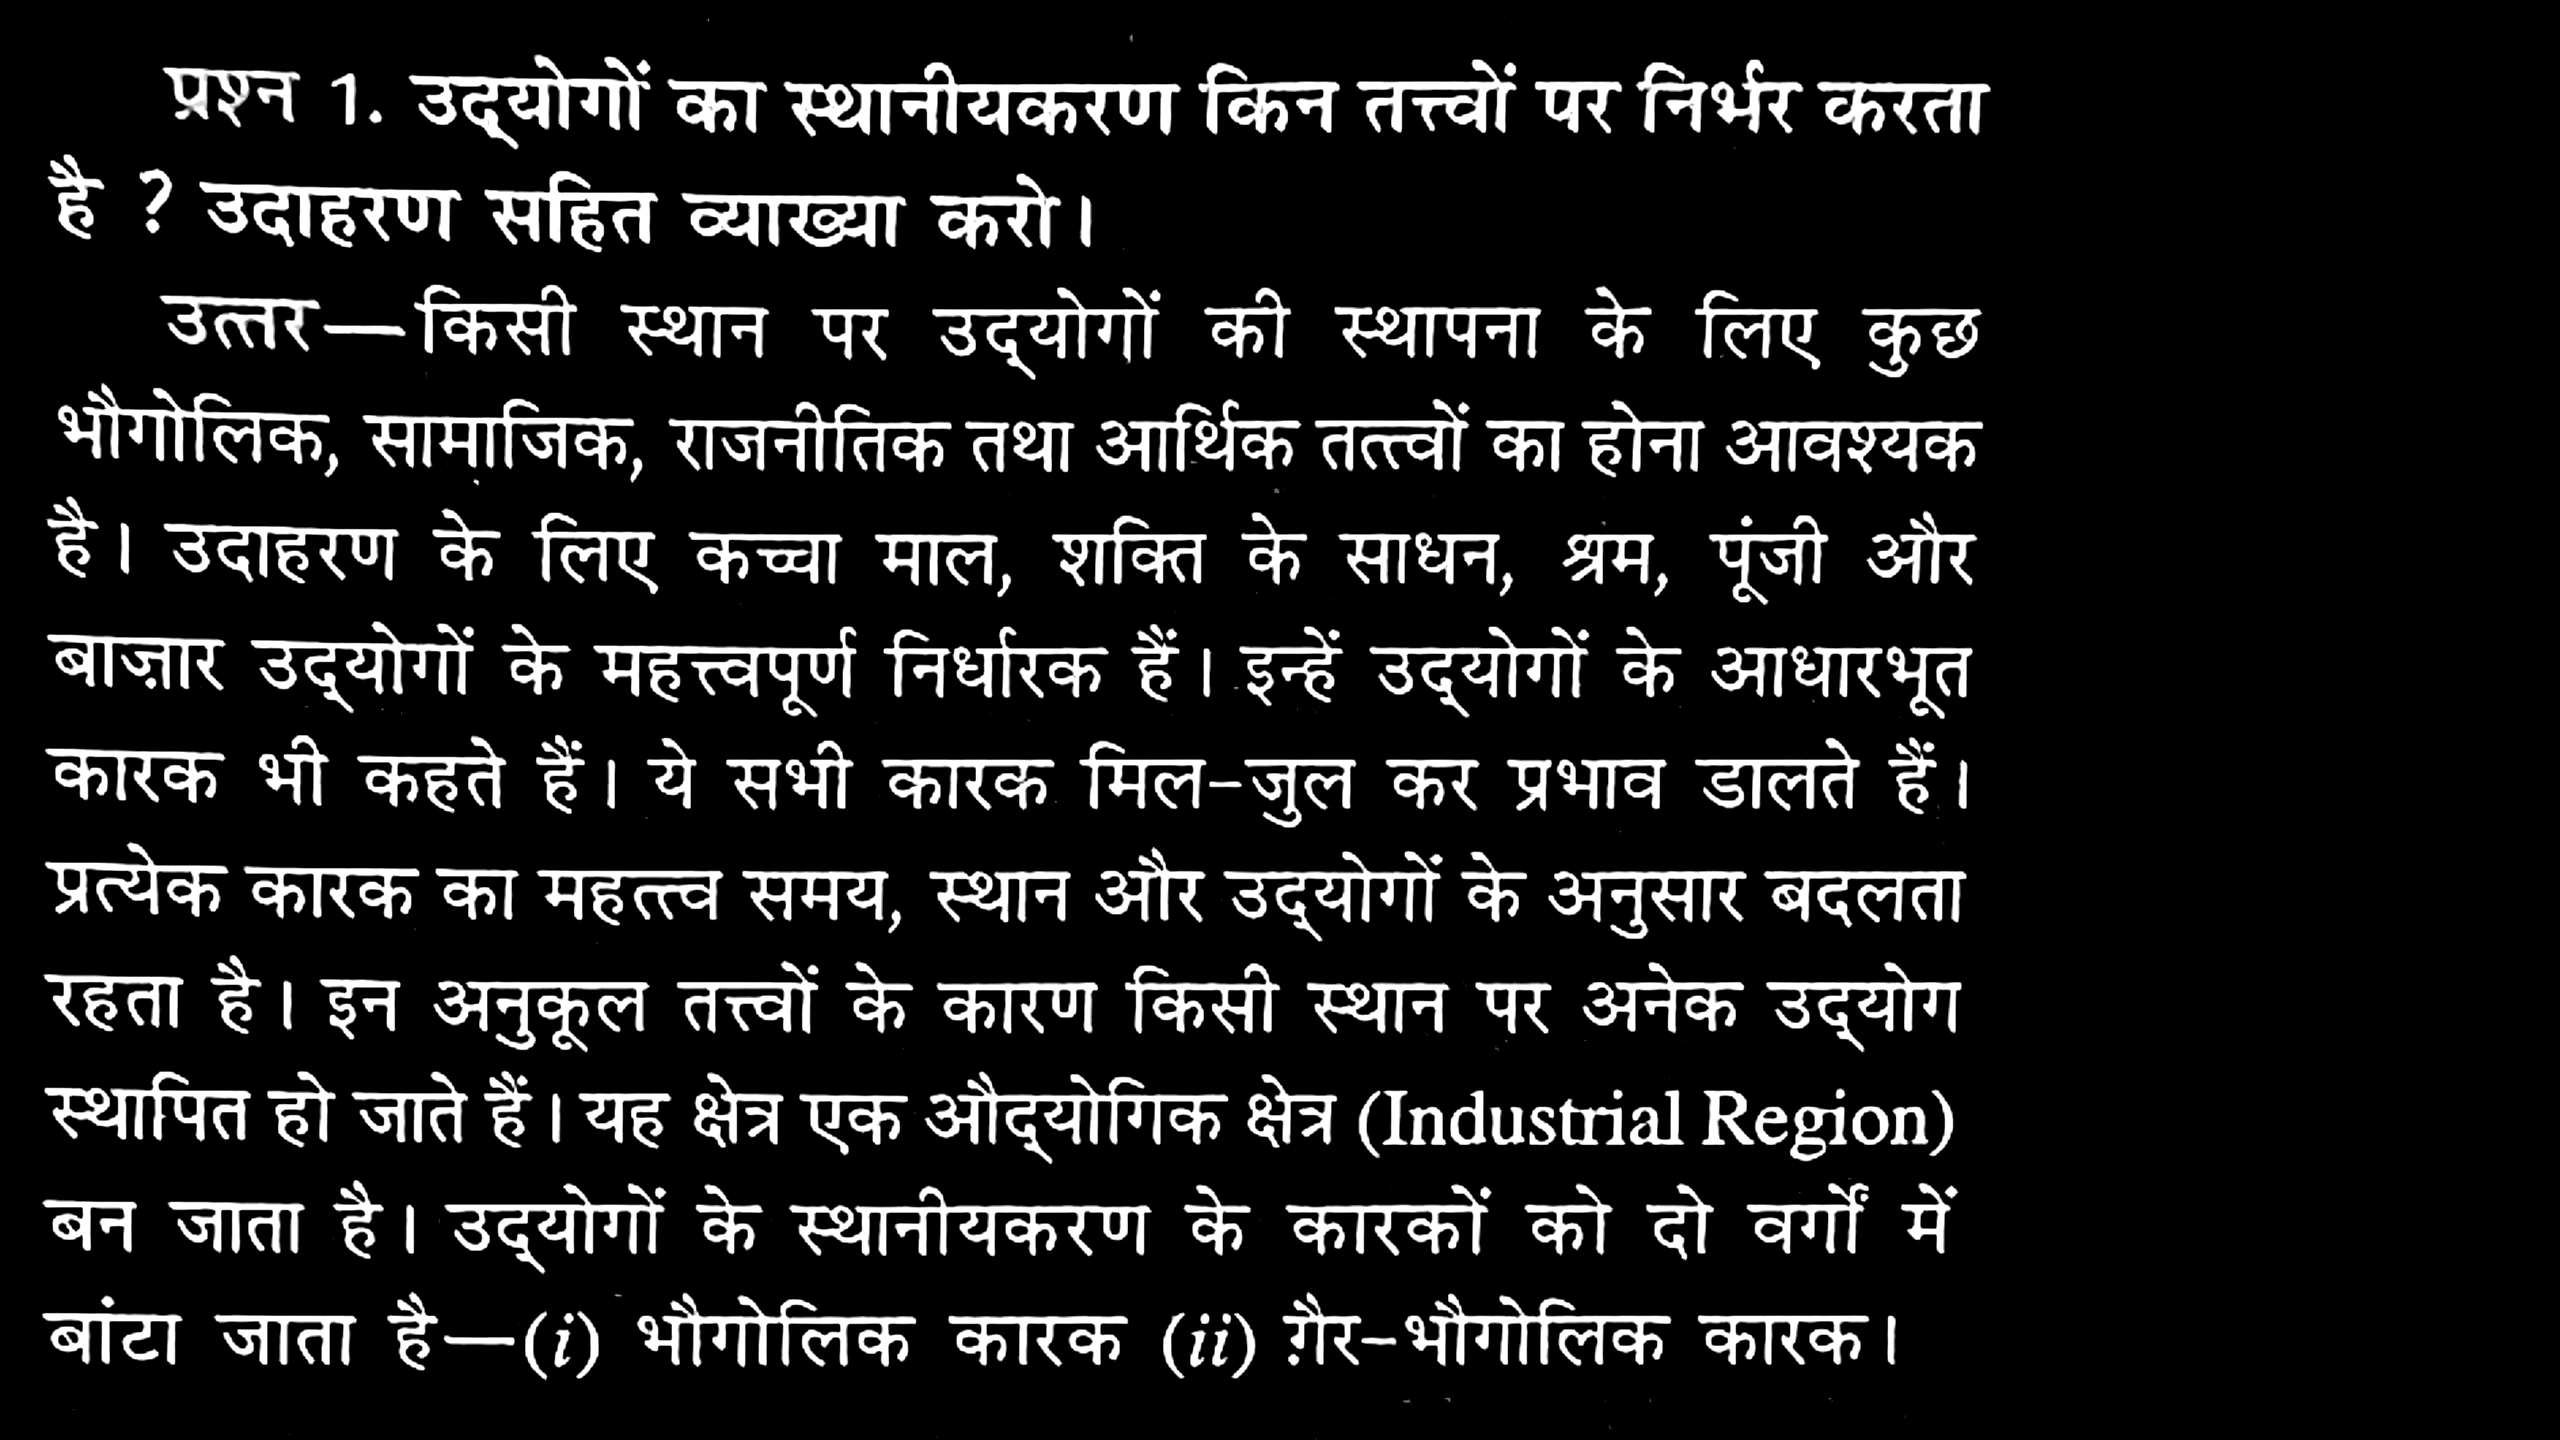 प्रश्न 1. उद्‌योगों का स्थानीयकरण किन तत्त्वों पर निर्भर करता
है ? उदाहरण सहित व्याख्या करो।
उत्तर—किसी स्थान पर उद्‌योगों की स्थापना के लिए कुछ
भौगोलिक, सामाजिक, राजनीतिक तथा आर्थिक तत्त्वों का होना आवश्यक
है। उदाहरण के लिए कच्चा माल, शक्ति के साधन, श्रम, पूंजी और
बाज़ार उद्‌योगों के महत्त्वपूर्ण निर्धारक हैं। इन्हें उद्‌योगों के आधारभूत
कारक भी कहते हैं। ये सभी कारक मिल-जुल कर प्रभाव डालते हैं।
प्रत्येक कारक का महत्त्व समय, स्थान और उद्‌योगों के अनुसार बदलता
रहता है। इन अनुकूल तत्त्वों के कारण किसी स्थान पर अनेक उद्‌योग
स्थापित हो जाते हैं। यह क्षेत्र एक औद्‌योगिक क्षेत्र (Industrial Region)
बन जाता है। उद्‌योगों के स्थानीयकरण के कारकों को दो वर्गों में
बांटा जाता है—(i) भौगोलिक कारक (ii) ग़ैर-भौगोलिक कारक।